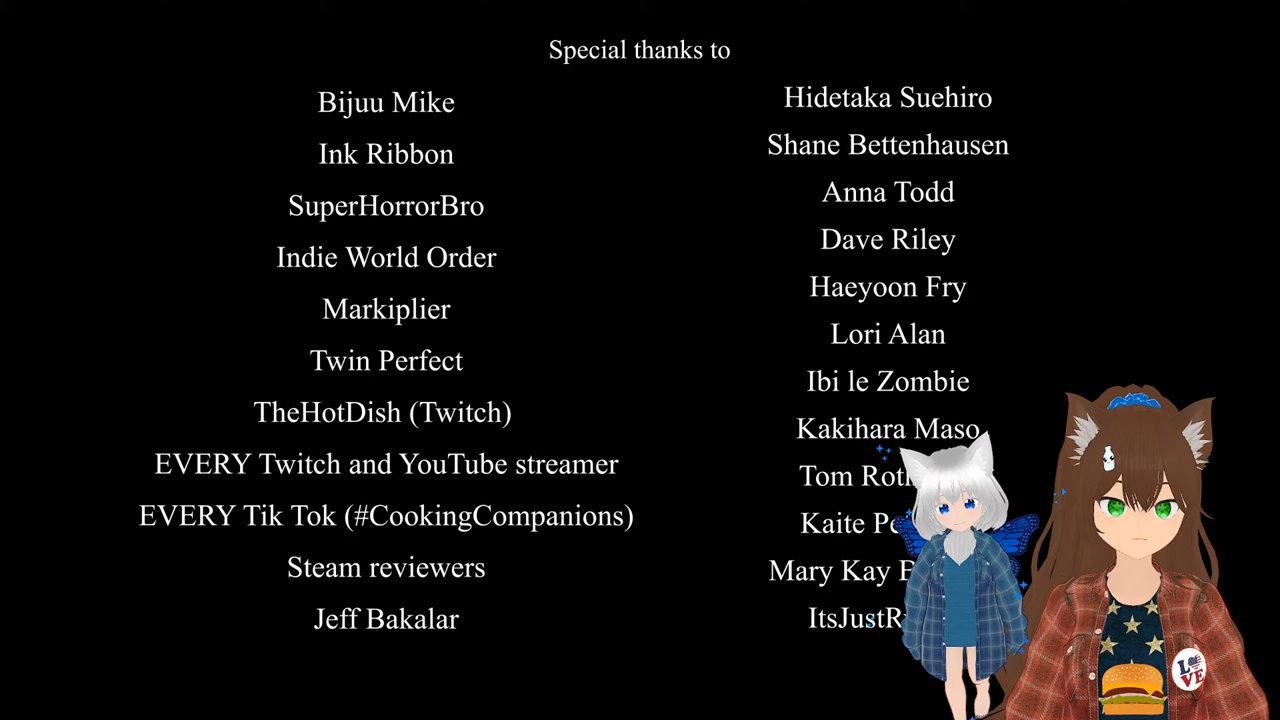 Special thanks to
Bijuu Mike
Ink Ribbon
SuperHorrorBro
Indie World Order
Markiplier
Twin Perfect
TheHotDish (Twitch)
EVERY Twitch and YouTube streamer
EVERY Tik Tok (#CookingCompanions)
Steam reviewers
Jeff Bakalar
Hidetaka Suehiro
Shane Bettenhausen
Anna Todd
Dave Riley
Haeyoon Fry
Lori Alan
Ibi le Zombie
Kakihara Maso
Tom
Kaite
Mary Kay
LOVE